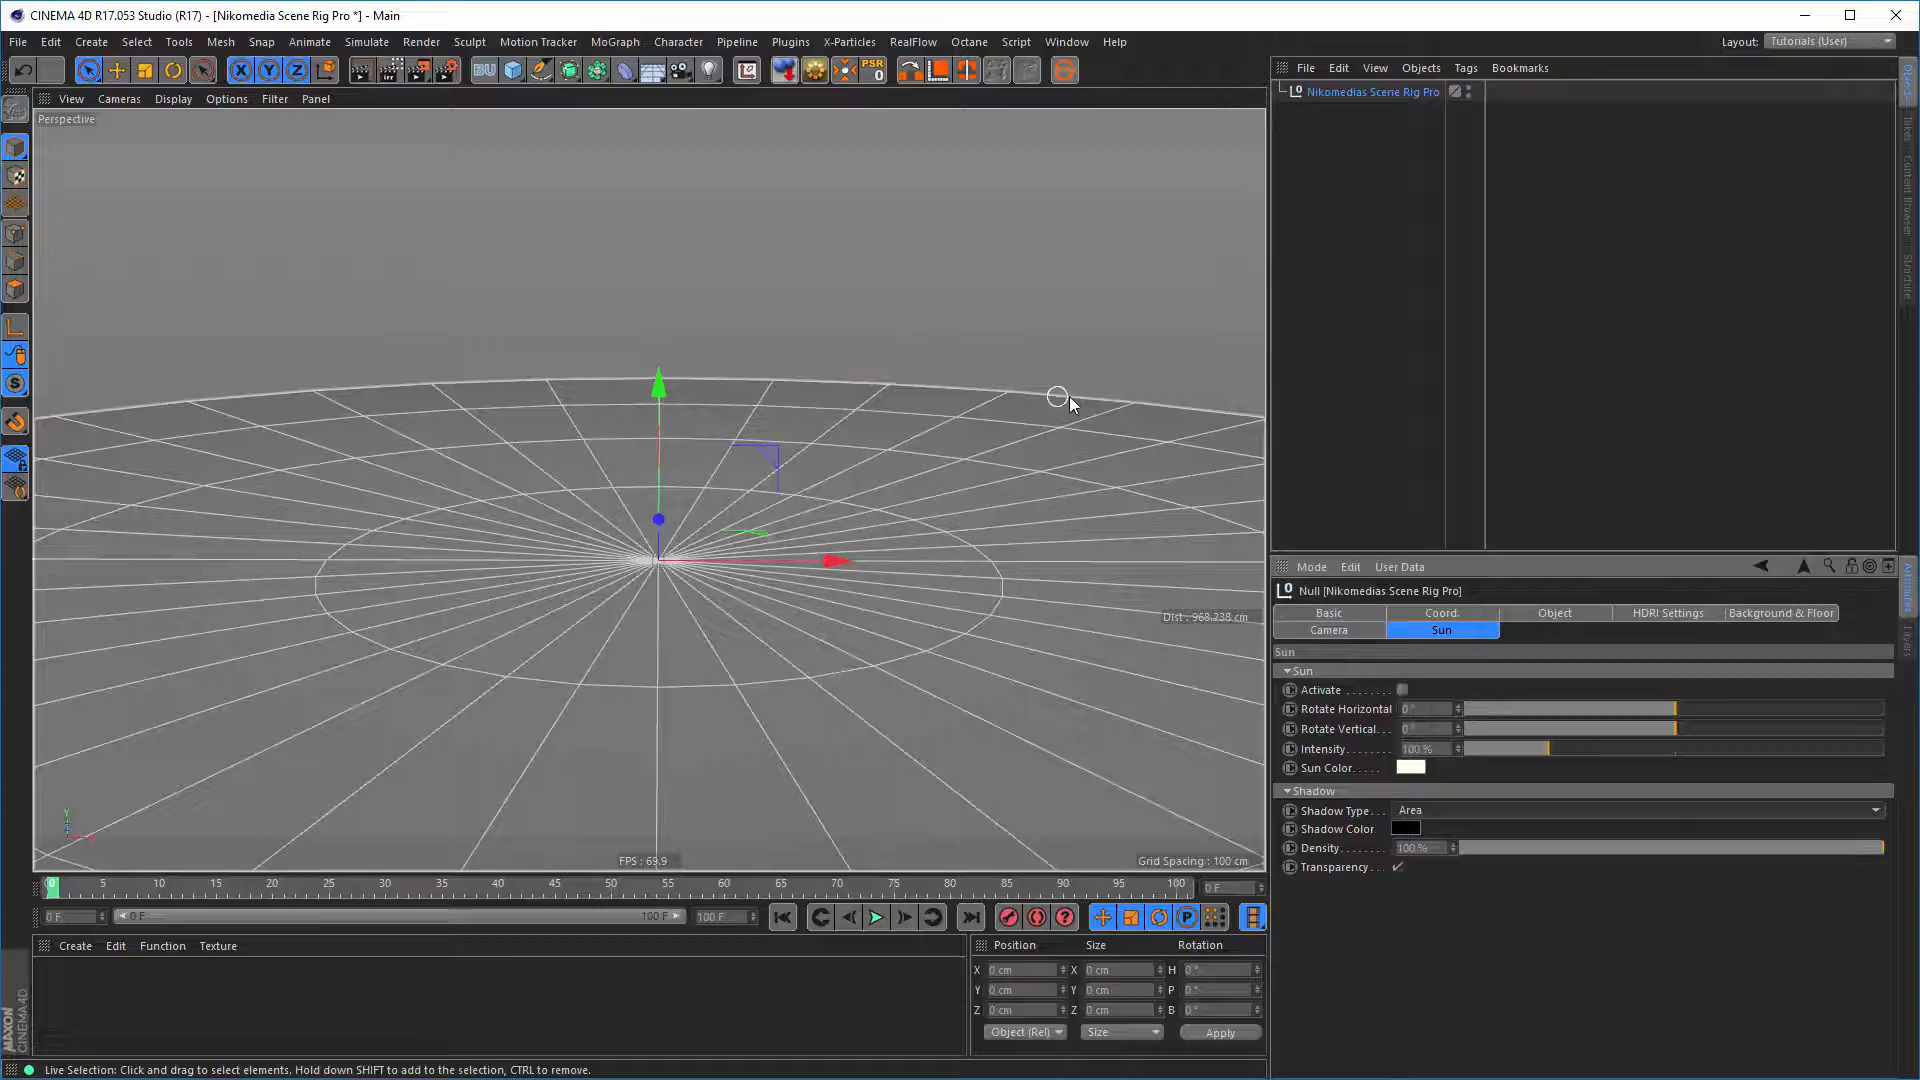 CINEMA 4D R17.053 Studio (R17) - [Nikomedia Scene Rig Pro *] - Main
File Edit Create Select Tools Mesh Snap Animate Simulate Render Sculpt Motion Tracker MoGraph Character Pipeline Plugins X-Particles RealFlow Octane Script Window Help
Layout: Tutorials (User)
X Y Z BU PSR 0
File Edit View Objects Tags Bookmarks
Nikomedias Scene Rig Pro
View Cameras Display Options Filter Panel
Perspective
Dist : 968.238 cm
Y
FPS : 69.9
Grid Spacing : 100 cm
Objects
Takes
Content Browser
Structure
Mode Edit User Data
Null [Nikomedias Scene Rig Pro]
Basic Coord. Object HDRI Settings Background & Floor
Camera Sun
Sun
Sun
Activate . . . . . . . .
Rotate Horizontal 0 °
Rotate Vertical. . . 0 °
Intensity. . . . . . . . 100 %
Sun Color. . . . .
Shadow
Shadow Type. . . Area
Shadow Color
Density. . . . . . . . 100 %
Transparency. . .
Attributes
Layers
0 5 10 15 20 25 30 35 40 45 50 55 60 65 70 75 80 85 90 95 100 0 F
0 F 0 F 100 F 100 F
Create Edit Function Texture
Position Size Rotation
X 0 cm X 0 cm H 0 °
Y 0 cm Y 0 cm P 0 °
Z 0 cm Z 0 cm B 0 °
Object (Rel) Size Apply
MAXON
CINEMA4D
Live Selection: Click and drag to select elements. Hold down SHIFT to add to the selection, CTRL to remove.